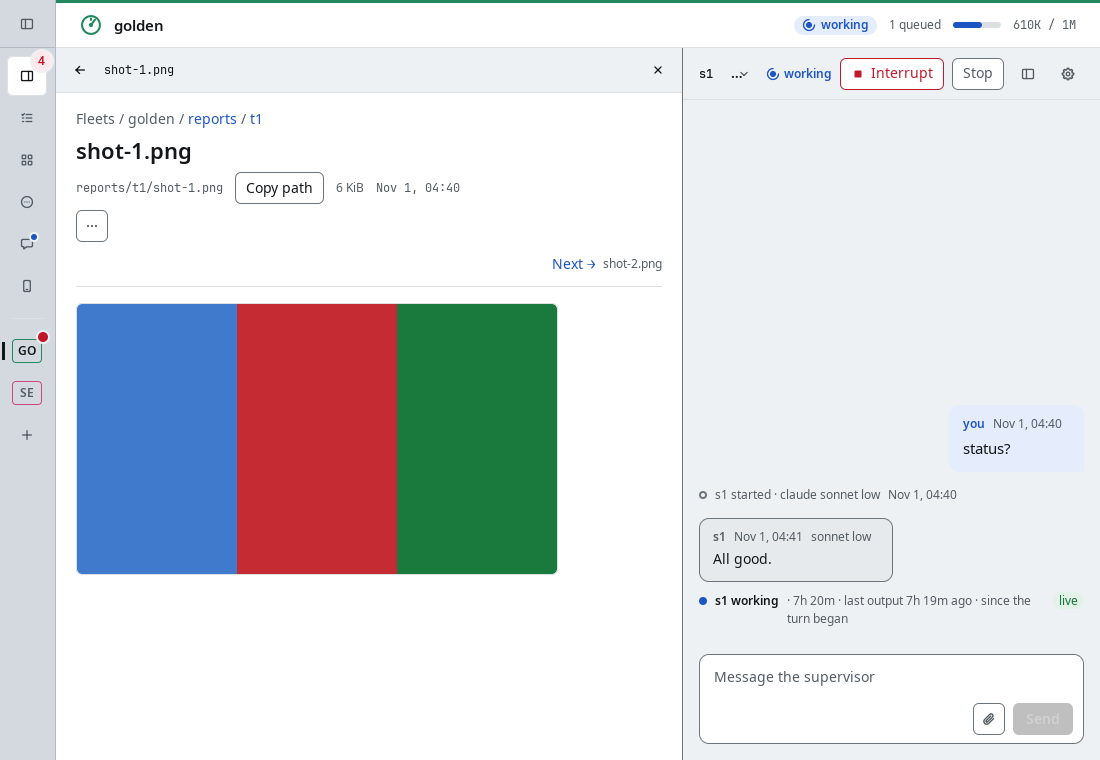 golden
working
1 queued
610K / 1M
4
GO
SE
shot-1.png
Fleets / golden / reports / t1
shot-1.png
reports/t1/shot-1.png
Copy path
6 KiB
Nov 1, 04:40
...
Next → shot-2.png
s1
...
working
Interrupt
Stop
you Nov 1, 04:40
status?
s1 started · claude sonnet low Nov 1, 04:40
s1 Nov 1, 04:41 sonnet low
All good.
s1 working · 7h 20m · last output 7h 19m ago · since the
turn began
live
Message the supervisor
Send